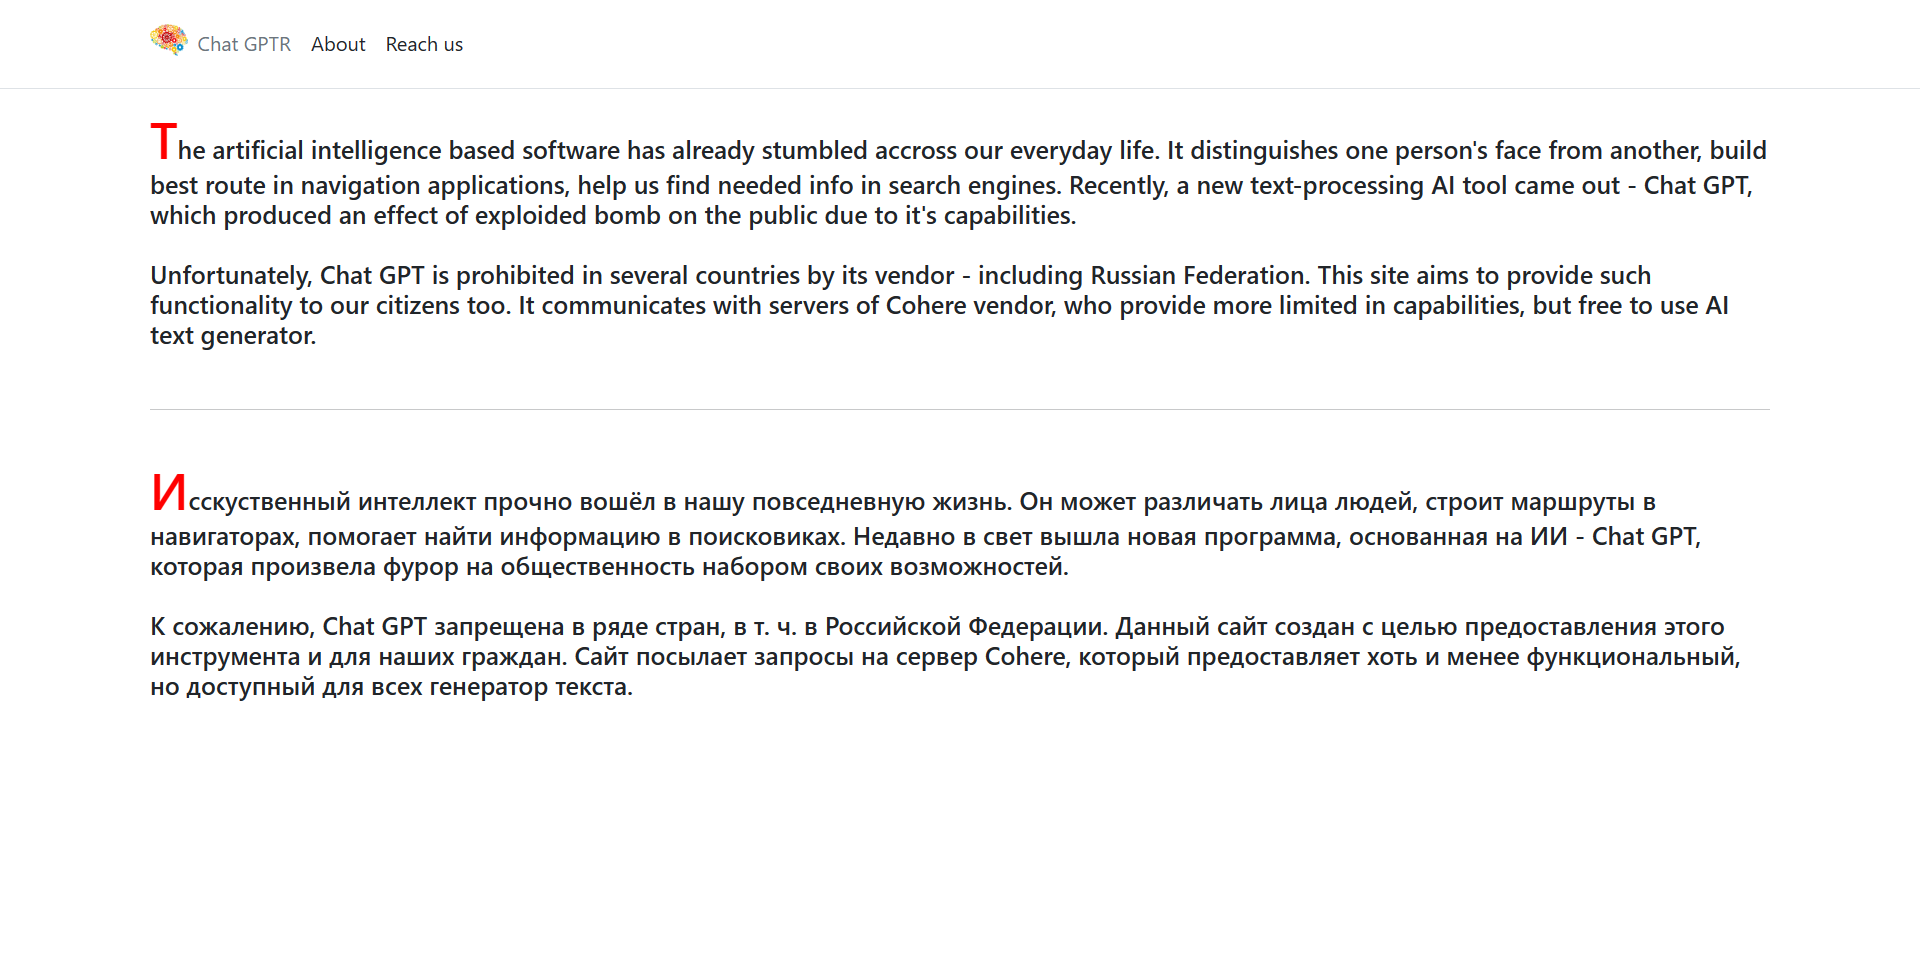 Chat GPTR About Reach us
The artificial intelligence based software has already stumbled accross our everyday life. It distinguishes one person's face from another, build
best route in navigation applications, help us find needed info in search engines. Recently, a new text-processing AI tool came out - Chat GPT,
which produced an effect of exploided bomb on the public due to it's capabilities.
Unfortunately, Chat GPT is prohibited in several countries by its vendor - including Russian Federation. This site aims to provide such
functionality to our citizens too. It communicates with servers of Cohere vendor, who provide more limited in capabilities, but free to use AI
text generator.
Исскуственный интеллект прочно вошёл в нашу повседневную жизнь. Он может различать лица людей, строит маршруты в
навигаторах, помогает найти информацию в поисковиках. Недавно в свет вышла новая программа, основанная на ИИ - Chat GPT,
которая произвела фурор на общественность набором своих возможностей.
К сожалению, Chat GPT запрещена в ряде стран, в т. ч. в Российской Федерации. Данный сайт создан с целью предоставления этого
инструмента и для наших граждан. Сайт посылает запросы на сервер Cohere, который предоставляет хоть и менее функциональный,
но доступный для всех генератор текста.